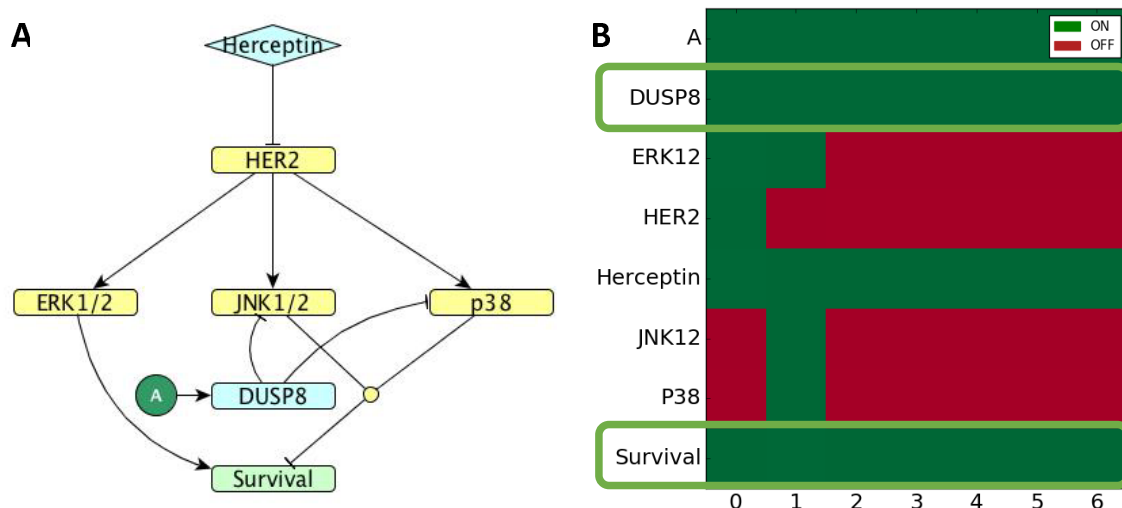 A
Herceptin
HER2
ERK1/2
JNK1/2
p38
A
DUSP8
Survival
B
ON
OFF
A
DUSP8
ERK12
HER2
Herceptin
JNK12
P38
Survival
0 1 2 3 4 5 6